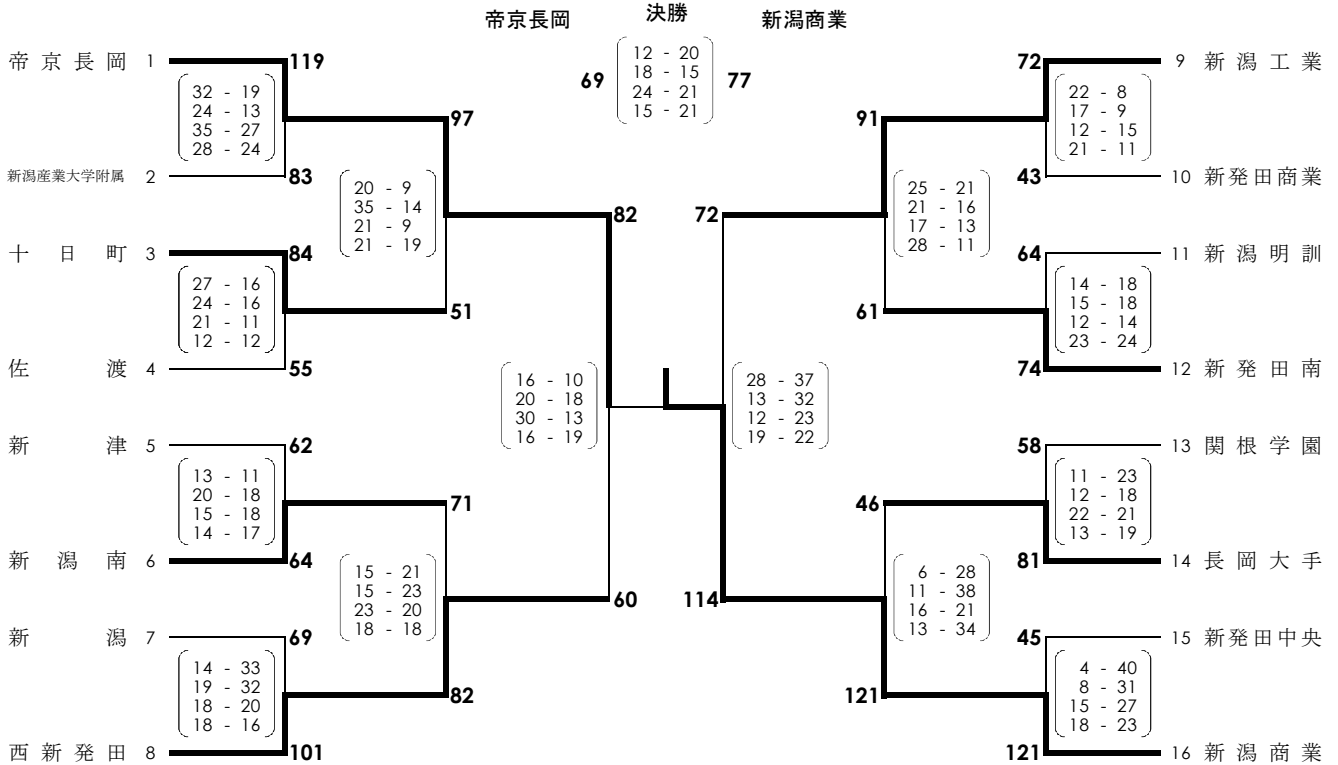 帝京長岡 決勝 新潟商業
69 77
12 - 20
18 - 15
24 - 21
15 - 21
帝京長岡 1 119
32 - 19
24 - 13
35 - 27
28 - 24
新潟産業大学附属 2 83
97
20 - 9
35 - 14
21 - 9
21 - 19
十日町 3 84
27 - 16
24 - 16
21 - 11
12 - 12
佐渡 4 55
51
82
16 - 10
20 - 18
30 - 13
16 - 19
新津 5 62
13 - 11
20 - 18
15 - 18
14 - 17
新潟南 6 64
71
15 - 21
15 - 23
23 - 20
18 - 18
新潟 7 69
14 - 33
19 - 32
18 - 20
18 - 16
西新発田 8 101
82
60
72 9 新潟工業
22 - 8
17 - 9
12 - 15
21 - 11
43 10 新発田商業
91
25 - 21
21 - 16
17 - 13
28 - 11
64 11 新潟明訓
14 - 18
15 - 18
12 - 14
23 - 24
74 12 新発田南
61
72
28 - 37
13 - 32
12 - 23
19 - 22
58 13 関根学園
11 - 23
12 - 18
22 - 21
13 - 19
81 14 長岡大手
46
6 - 28
11 - 38
16 - 21
13 - 34
45 15 新発田中央
4 - 40
8 - 31
15 - 27
18 - 23
121 16 新潟商業
121
114